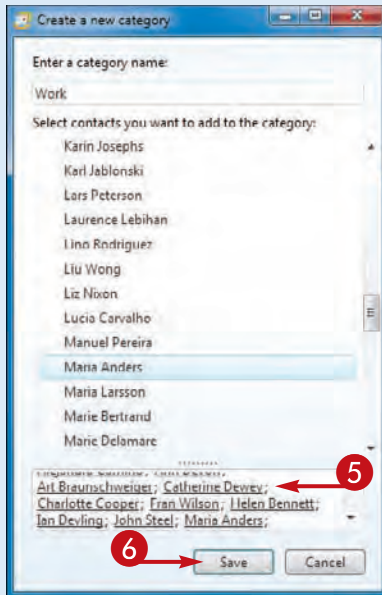 Create a new category
Enter a category name:
Work
Select contacts you want to add to the category:
Karin Josephs
Karl Jablonski
Lars Peterson
Laurence Lebihan
Lino Rodriguez
Liu Wong
Liz Nixon
Lucia Carvalho
Manuel Pereira
Maria Anders
Maria Larsson
Marie Bertrand
Marie Delamare
Art Braunschweiger; Catherine Dewey; 5
Charlotte Cooper; Fran Wilson; Helen Bennett;
Ian Devling; John Steel; Maria Anders;
6 Save Cancel